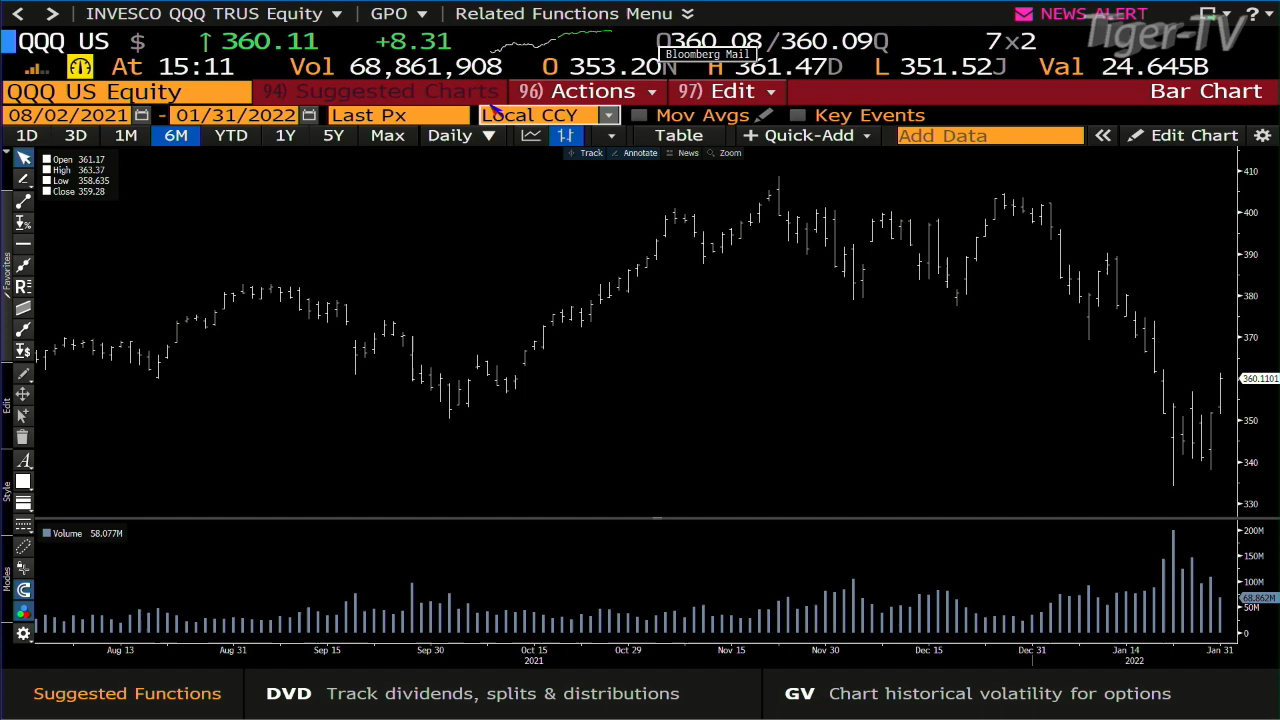 INVESCO QQQ TRUS Equity GPO Related Functions Menu NEWS ALERT ?
Tiger-TV
QQQ US $ ↑ 360.11 +8.31 360.08/360.09Q 7x2
Bloomberg Mail
At 15:11 Vol 68,861,908 O 353.20N H 361.47D L 351.52J Val 24.645B
QQQ US Equity 94) Suggested Charts 96) Actions 97) Edit Bar Chart
08/02/2021 - 01/31/2022 Last Px Local CCY Mov Avgs Key Events
1D 3D 1M 6M YTD 1Y 5Y Max Daily Table + Quick-Add Add Data Edit Chart
Track Annotate News Zoom
Open 361.17
High 363.37
Low 358.635
Close 359.28
410
400
390
380
370
360.1101
350
340
330
Favorites
Edit
Style
Modes
Volume 58.077M
200M
150M
100M
68.862M
50M
0
Aug 13 Aug 31 Sep 15 Sep 30 Oct 15 Oct 29 Nov 15 Nov 30 Dec 15 Dec 31 Jan 14 Jan 31
2021 2022
Suggested Functions DVD Track dividends, splits & distributions GV Chart historical volatility for options